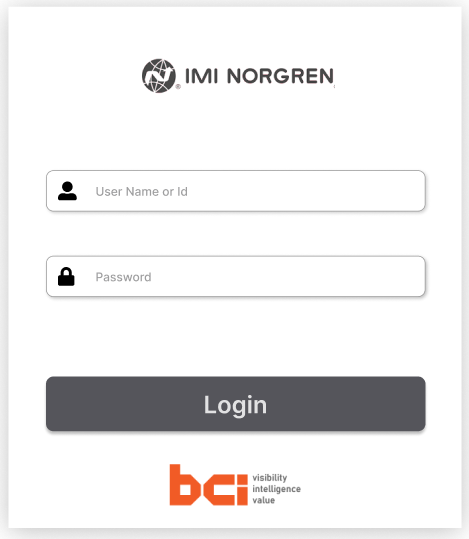 IMI NORGREN
User Name or Id
Password
Login
bci
visibility
intelligence
value